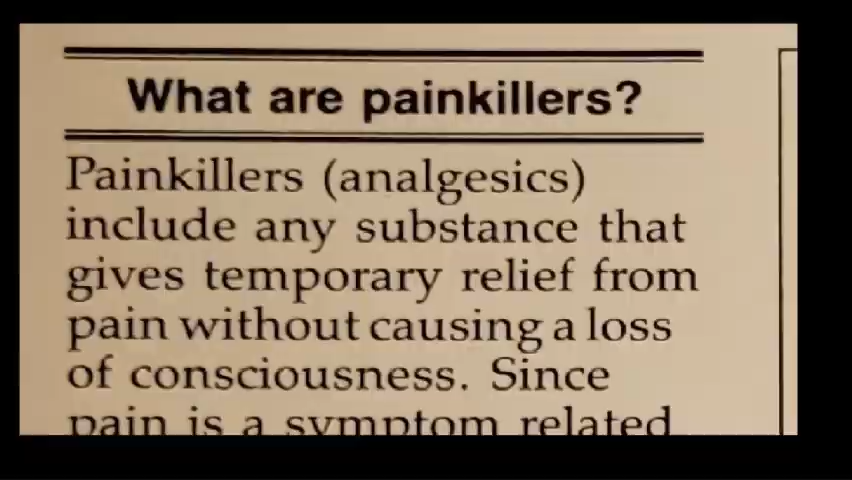 What are painkillers?
Painkillers (analgesics)
include any substance that
gives temporary relief from
pain without causing a loss
of consciousness. Since
pain is a symptom related